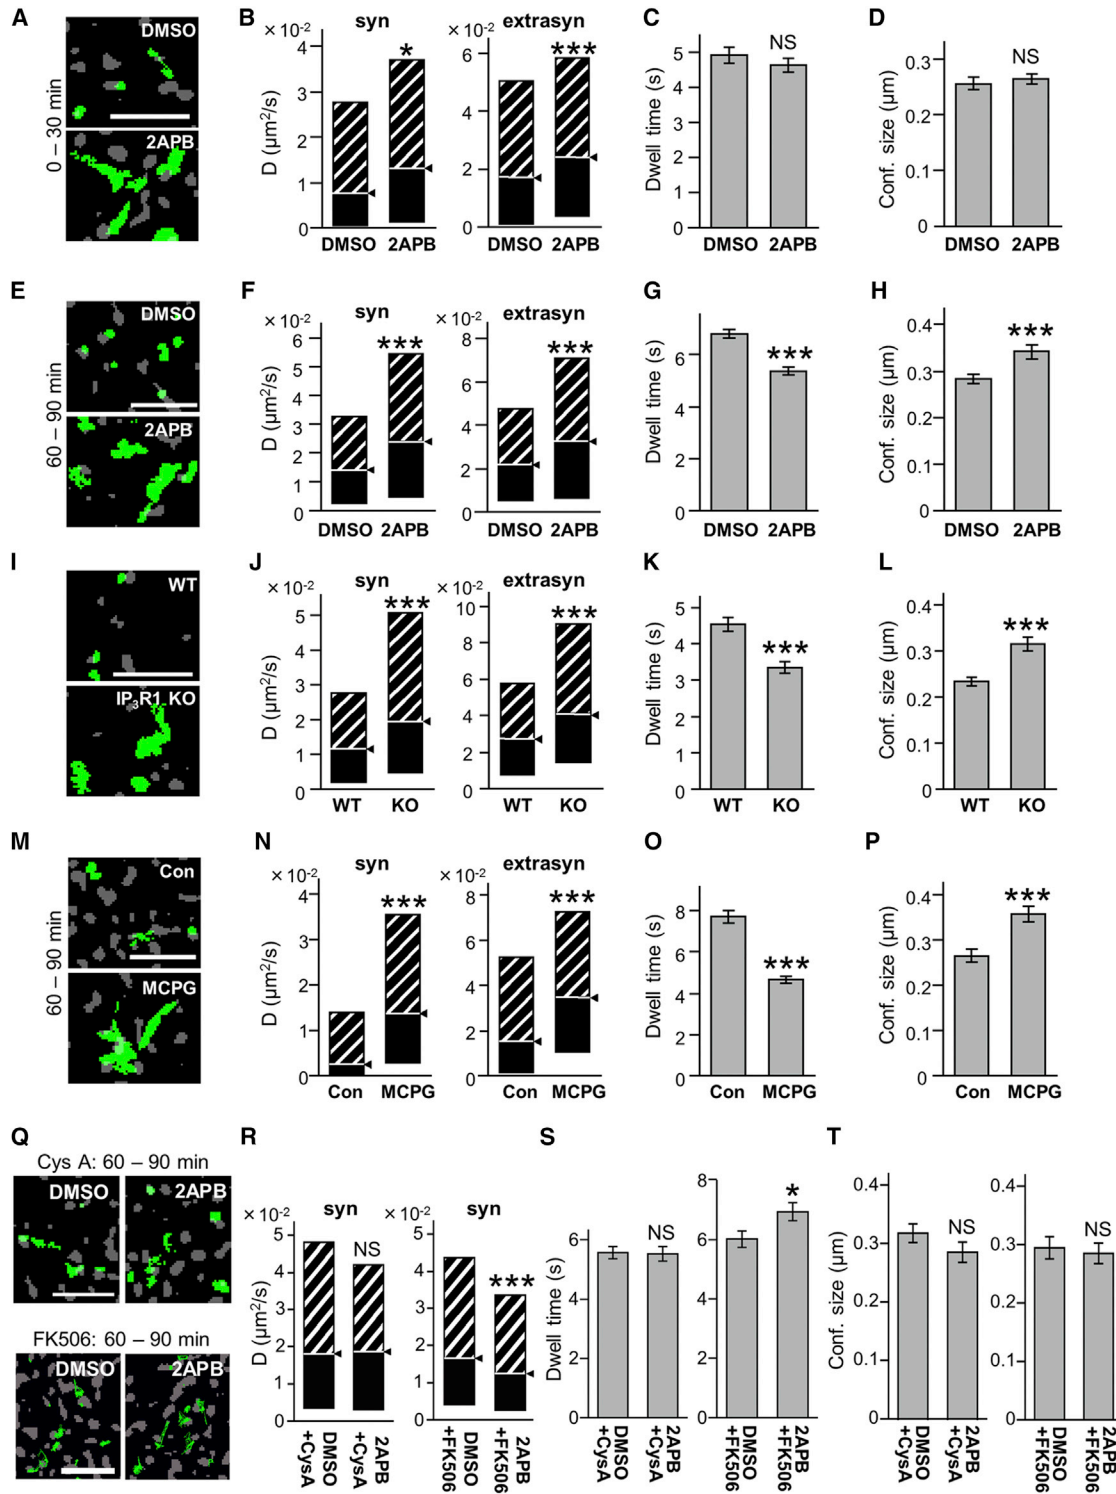 A
0 – 30 min
DMSO
2APB
B
× 10-2
syn
D (μm2/s)
4
3
2
1
0
*
DMSO 2APB
× 10-2
extrasyn
6
4
2
0
***
DMSO 2APB
C
Dwell time (s)
5
4
3
2
1
0
NS
DMSO 2APB
D
Conf. size (μm)
0.3
0.2
0.1
0
NS
DMSO 2APB
E
60 – 90 min
DMSO
2APB
F
× 10-2
syn
D (μm2/s)
6
5
4
3
2
1
0
***
DMSO 2APB
× 10-2
extrasyn
8
6
4
2
0
***
DMSO 2APB
G
Dwell time (s)
6
4
2
0
***
DMSO 2APB
H
Conf. size (μm)
0.4
0.3
0.2
0.1
0
***
DMSO 2APB
I
WT
IP3R1 KO
J
× 10-2
syn
D (μm2/s)
5
4
3
2
1
0
***
WT KO
× 10-2
extrasyn
10
8
6
4
2
0
***
WT KO
K
Dwell time (s)
5
4
3
2
1
0
***
WT KO
L
Conf. size (μm)
0.4
0.3
0.2
0.1
0
***
WT KO
M
60 – 90 min
Con
MCPG
N
× 10-2
syn
D (μm2/s)
4
3
2
1
0
***
Con MCPG
× 10-2
extrasyn
8
6
4
2
0
***
Con MCPG
O
Dwell time (s)
8
6
4
2
0
***
Con MCPG
P
Conf. size (μm)
0.4
0.3
0.2
0.1
0
***
Con MCPG
Q
Cys A: 60 – 90 min
DMSO
2APB
FK506: 60 – 90 min
DMSO
2APB
R
× 10-2
syn
D (μm2/s)
5
4
3
2
1
0
NS
DMSO
+CysA
2APB
+CysA
× 10-2
syn
5
4
3
2
1
0
***
DMSO
+FK506
2APB
+FK506
S
Dwell time (s)
6
4
2
0
NS
DMSO
+CysA
2APB
+CysA
8
6
4
2
0
*
DMSO
+FK506
2APB
+FK506
T
Conf. size (μm)
0.4
0.3
0.2
0.1
0
NS
DMSO
+CysA
2APB
+CysA
0.4
0.3
0.2
0.1
0
NS
DMSO
+FK506
2APB
+FK506